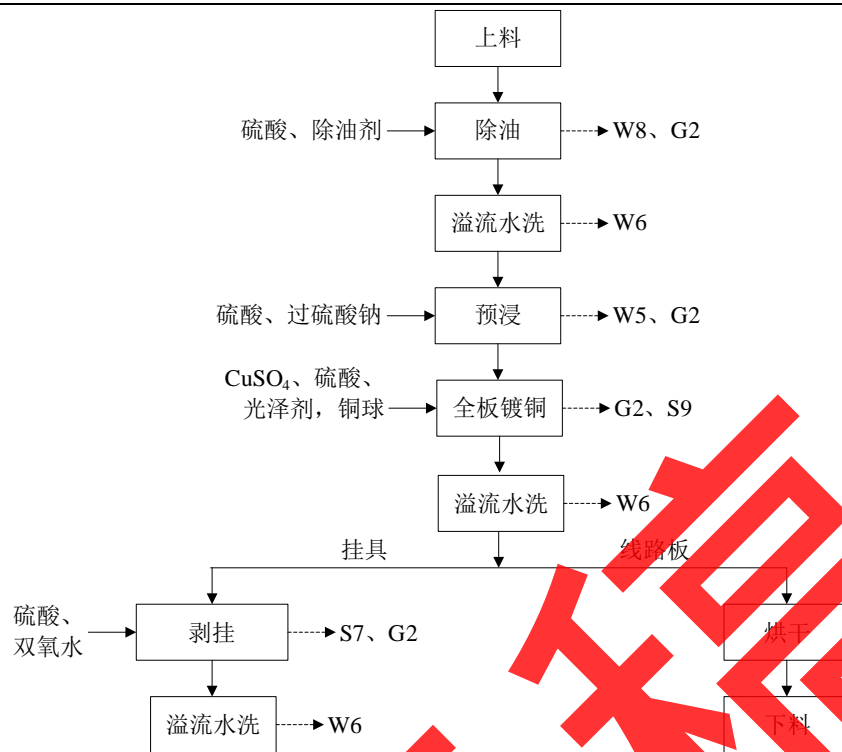 上料
硫酸、除油剂
除油
W8、G2
溢流水洗
W6
硫酸、过硫酸钠
预浸
W5、G2
CuSO₄、硫酸、
光泽剂，铜球
全板镀铜
G2、S9
溢流水洗
W6
挂具
线路板
硫酸、
双氧水
剥挂
S7、G2
烘干
溢流水洗
W6
下料